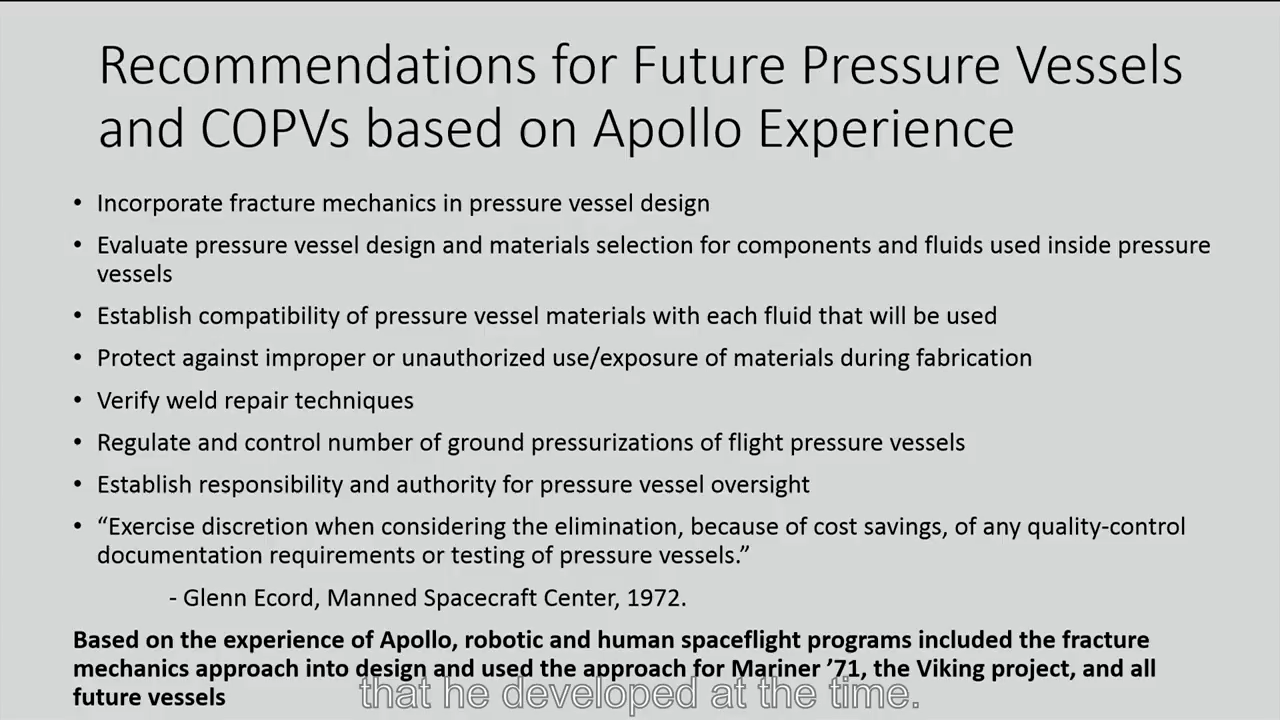 Recommendations for Future Pressure Vessels
and COPVs based on Apollo Experience
• Incorporate fracture mechanics in pressure vessel design
• Evaluate pressure vessel design and materials selection for components and fluids used inside pressure
vessels
• Establish compatibility of pressure vessel materials with each fluid that will be used
• Protect against improper or unauthorized use/exposure of materials during fabrication
• Verify weld repair techniques
• Regulate and control number of ground pressurizations of flight pressure vessels
• Establish responsibility and authority for pressure vessel oversight
• “Exercise discretion when considering the elimination, because of cost savings, of any quality-control
documentation requirements or testing of pressure vessels.”
- Glenn Ecord, Manned Spacecraft Center, 1972.
Based on the experience of Apollo, robotic and human spaceflight programs included the fracture
mechanics approach into design and used the approach for Mariner ’71, the Viking project, and all
future vessels
that he developed at the time.